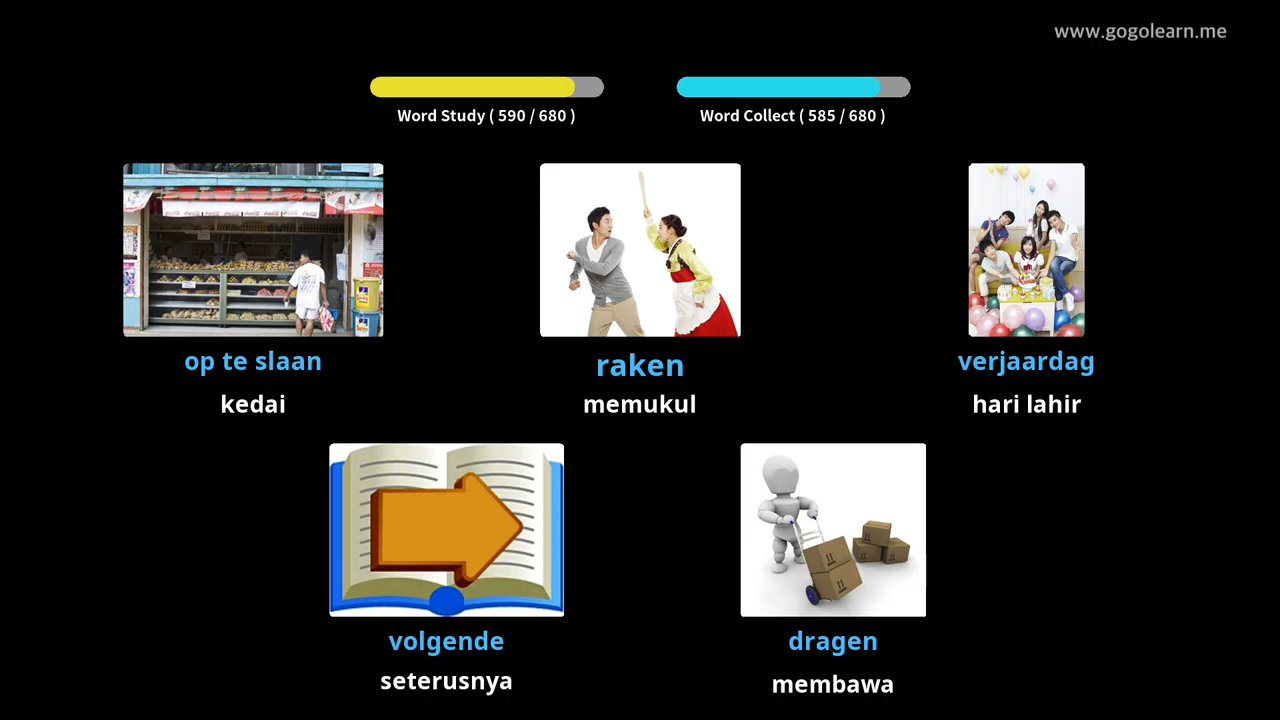 www.gogolearn.me
Word Study ( 590 / 680 )
Word Collect ( 585 / 680 )
op te slaan
raken
verjaardag
kedai
memukul
hari lahir
volgende
dragen
seterusnya
membawa